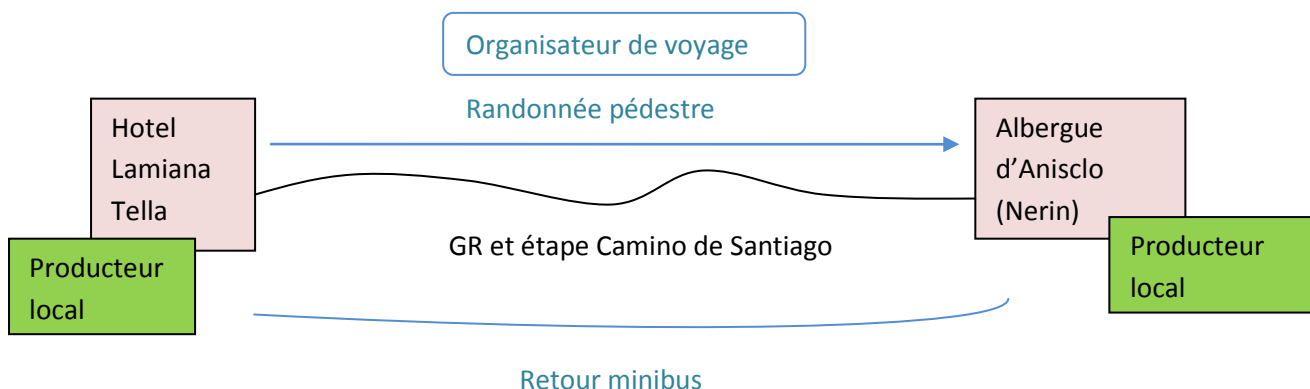 Organisateur de voyage
Randonnée pédestre
Hotel
Lamiana
Tella
Albergue
d’Anisclo
(Nerin)
GR et étape Camino de Santiago
Producteur
local
Producteur
local
Retour minibus